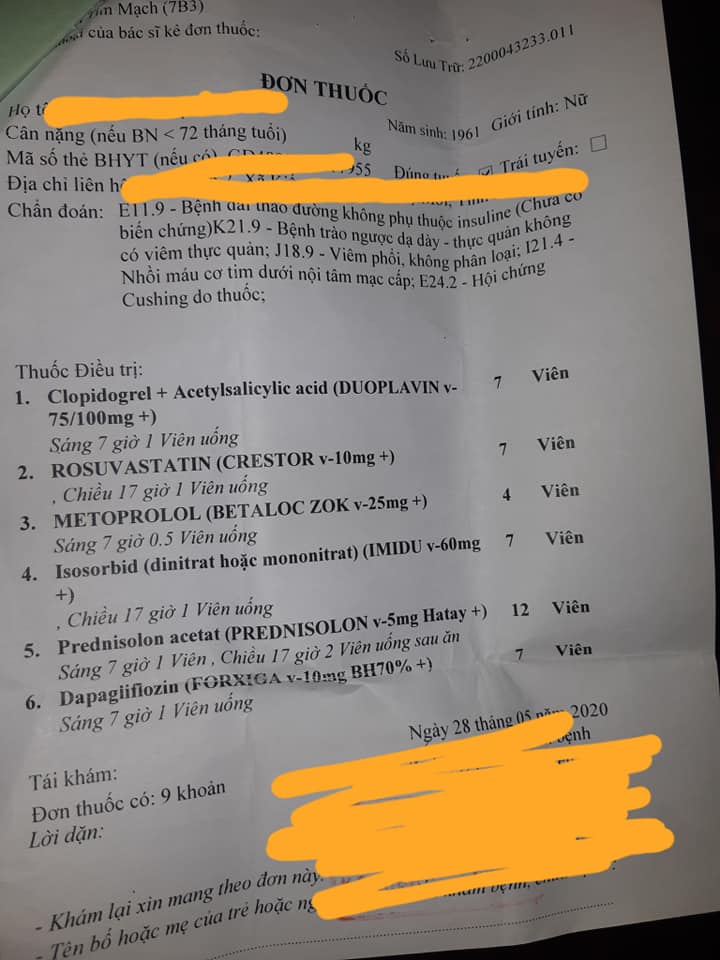 Tim Mạch (7B3)
của bác sĩ kê đơn thuốc:
Số Lưu Trữ: 2200043233.011
ĐƠN THUỐC
Họ tê
Năm sinh: 1961 Giới tính: Nữ
Cân nặng (nếu BN < 72 tháng tuổi) kg
Mã số thẻ BHYT (nếu có) 955 Đúng Trái tuyến:
Địa chỉ liên h
Chẩn đoán: E11.9 - Bệnh đái tháo đường không phụ thuộc insuline (Chưa có
biến chứng)K21.9 - Bệnh trào ngược dạ dày - thực quản không
có viêm thực quản; J18.9 - Viêm phổi, không phân loại; I21.4 -
Nhồi máu cơ tim dưới nội tâm mạc cấp; E24.2 - Hội chứng
Cushing do thuốc;
Thuốc Điều trị:
1. Clopidogrel + Acetylsalicylic acid (DUOPLAVIN v- 7 Viên
75/100mg +)
Sáng 7 giờ 1 Viên uống
2. ROSUVASTATIN (CRESTOR v-10mg +) 7 Viên
, Chiều 17 giờ 1 Viên uống
3. METOPROLOL (BETALOC ZOK v-25mg +) 4 Viên
Sáng 7 giờ 0.5 Viên uống
4. Isosorbid (dinitrat hoặc mononitrat) (IMIDU v-60mg 7 Viên
+)
, Chiều 17 giờ 1 Viên uống
5. Prednisolon acetat (PREDNISOLON v-5mg Hatay +) 12 Viên
Sáng 7 giờ 1 Viên , Chiều 17 giờ 2 Viên uống sau ăn
6. Dapagliflozin (FORXIGA v-10mg BH70% +) 7 Viên
Sáng 7 giờ 1 Viên uống
Ngày 28 tháng 05 năm 2020
bệnh
Tái khám:
Đơn thuốc có: 9 khoản
Lời dặn:
- Khám lại xin mang theo đơn này.
- Tên bố hoặc mẹ của trẻ hoặc ng khám bệnh,